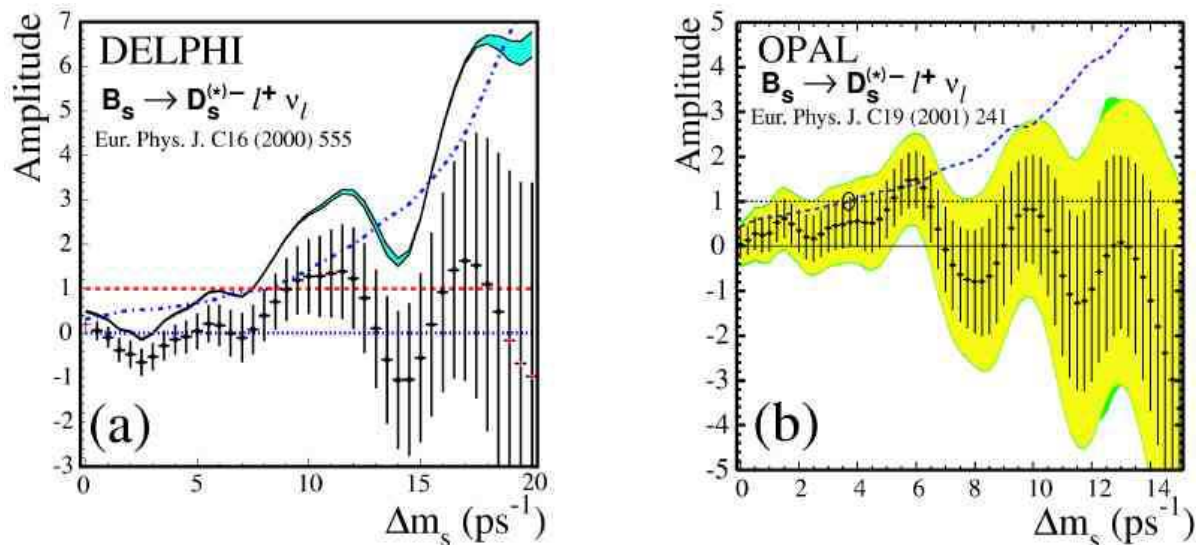 Amplitude
7
6
5
4
3
2
1
0
-1
-2
-3
DELPHI
Bₛ → Dₛ⁽*⁾⁻ l⁺ νₗ
Eur. Phys. J. C16 (2000) 555
(a)
0 5 10 15 20
Δmₛ (ps⁻¹)
Amplitude
5
4
3
2
1
0
-1
-2
-3
-4
-5
OPAL
Bₛ → Dₛ⁽*⁾⁻ l⁺ νₗ
Eur. Phys. J. C19 (2001) 241
(b)
0 2 4 6 8 10 12 14
Δmₛ (ps⁻¹)